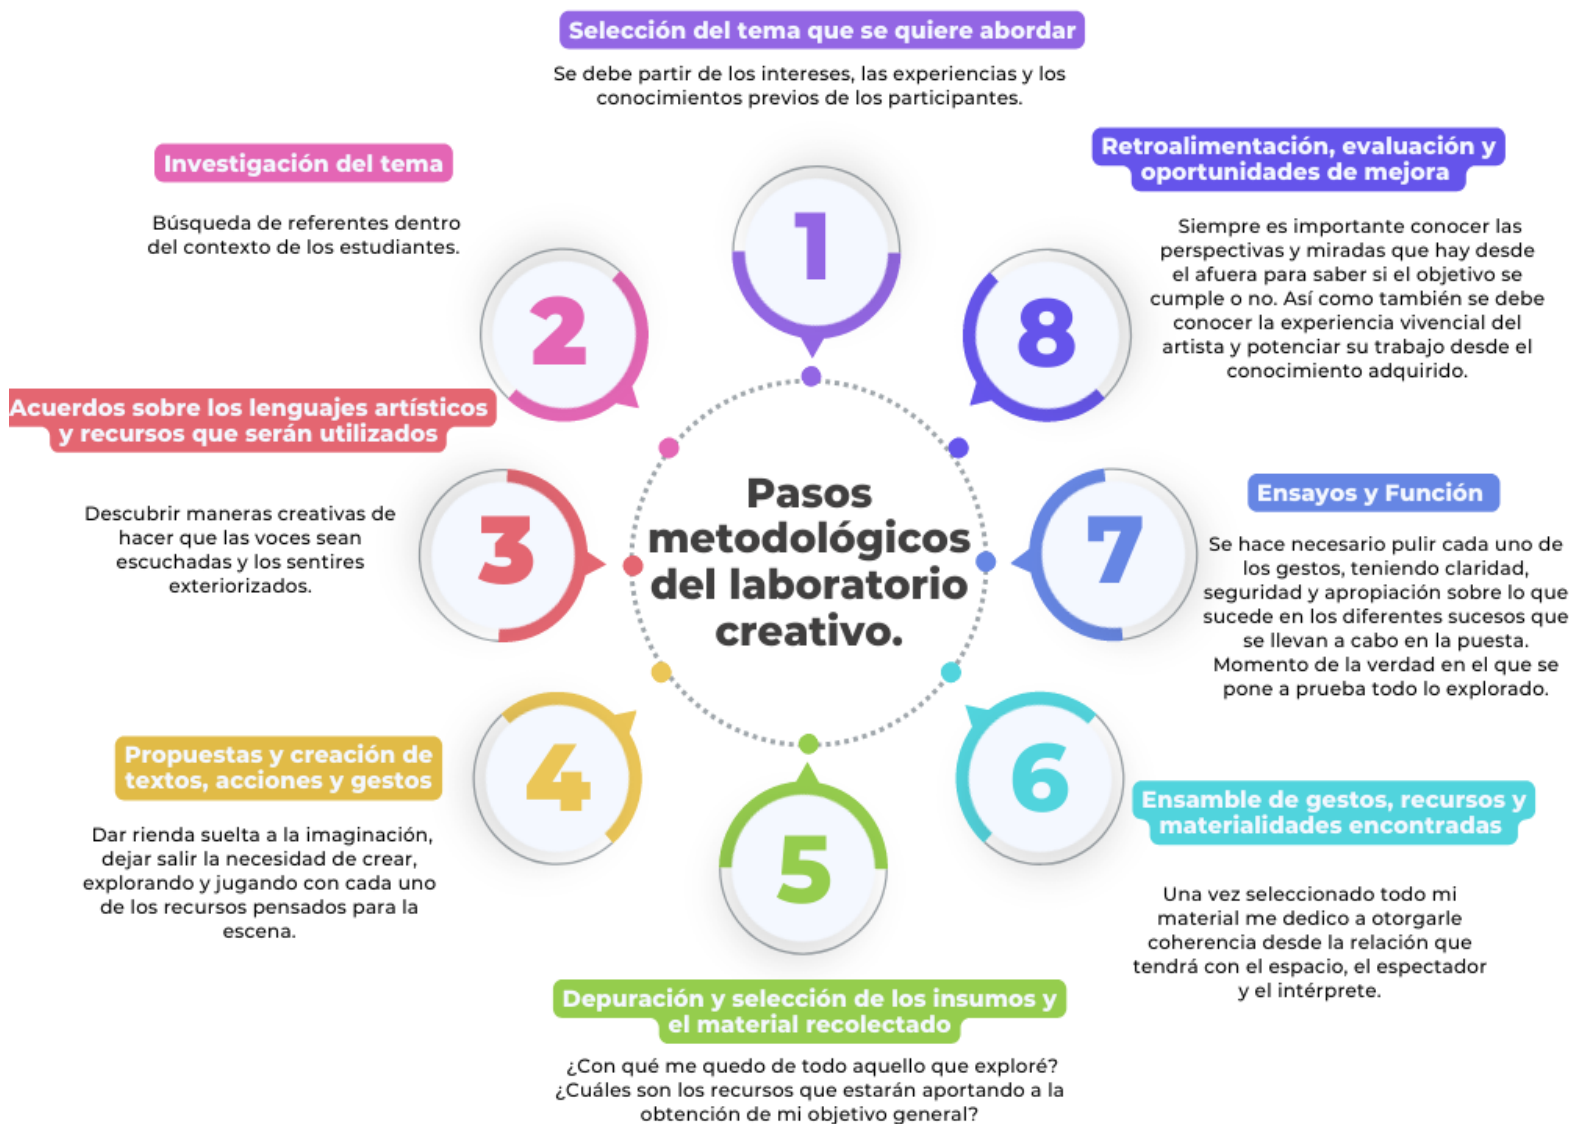 Selección del tema que se quiere abordar
Se debe partir de los intereses, las experiencias y los
conocimientos previos de los participantes.
1
Investigación del tema
Búsqueda de referentes dentro
del contexto de los estudiantes.
2
Acuerdos sobre los lenguajes artísticos
y recursos que serán utilizados
Descubrir maneras creativas de
hacer que las voces sean
escuchadas y los sentires
exteriorizados.
3
Propuestas y creación de
textos, acciones y gestos
Dar rienda suelta a la imaginación,
dejar salir la necesidad de crear,
explorando y jugando con cada uno
de los recursos pensados para la
escena.
4
5
Depuración y selección de los insumos y
el material recolectado
¿Con qué me quedo de todo aquello que exploré?
¿Cuáles son los recursos que estarán aportando a la
obtención de mi objetivo general?
6
Ensamble de gestos, recursos y
materialidades encontradas
Una vez seleccionado todo mi
material me dedico a otorgarle
coherencia desde la relación que
tendrá con el espacio, el espectador
y el intérprete.
7
Ensayos y Función
Se hace necesario pulir cada uno de
los gestos, teniendo claridad,
seguridad y apropiación sobre lo que
sucede en los diferentes sucesos que
se llevan a cabo en la puesta.
Momento de la verdad en el que se
pone a prueba todo lo explorado.
8
Retroalimentación, evaluación y
oportunidades de mejora
Siempre es importante conocer las
perspectivas y miradas que hay desde
el afuera para saber si el objetivo se
cumple o no. Así como también se debe
conocer la experiencia vivencial del
artista y potenciar su trabajo desde el
conocimiento adquirido.
Pasos
metodológicos
del laboratorio
creativo.